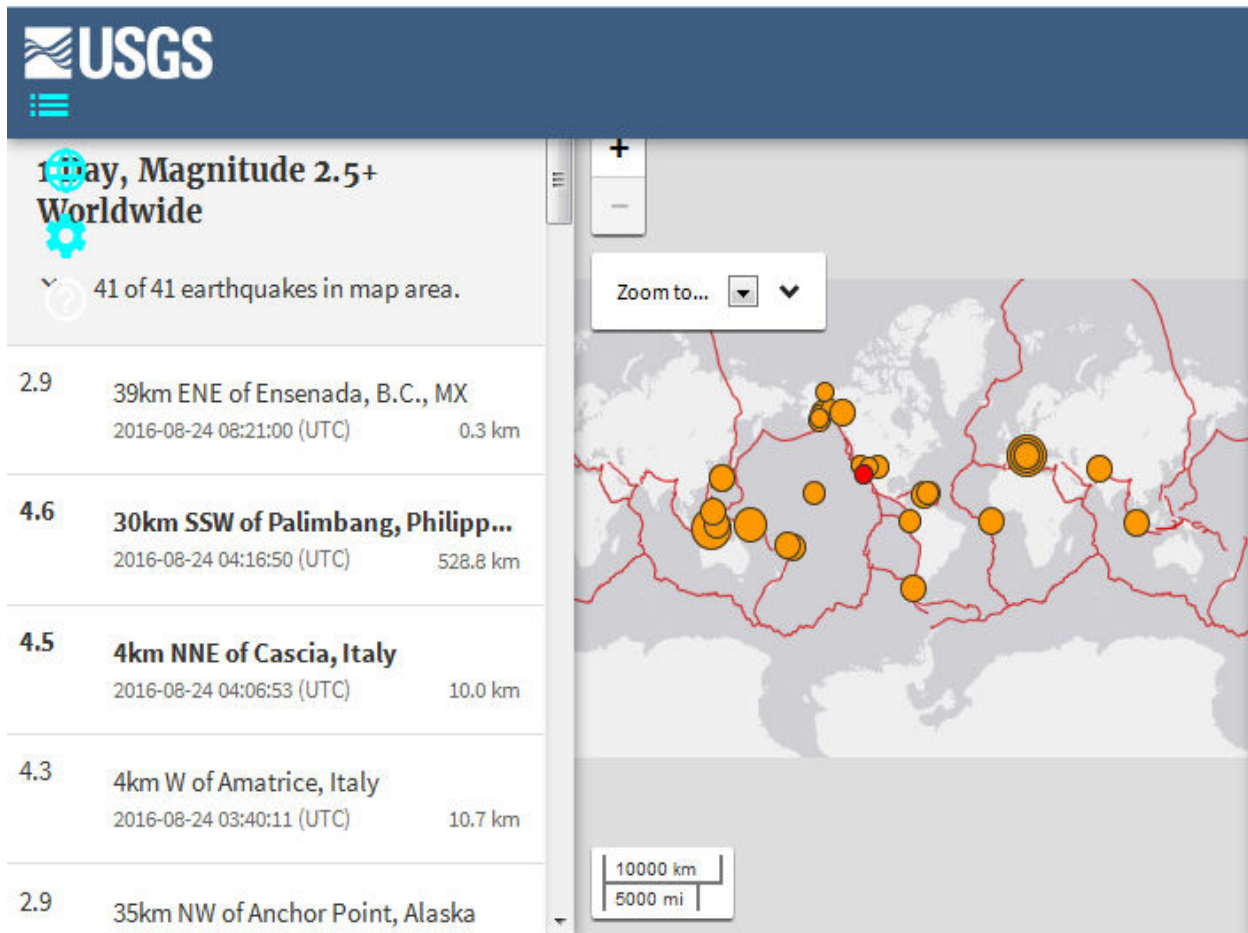 USGS
1 Day, Magnitude 2.5+
Worldwide
41 of 41 earthquakes in map area.
2.9
39km ENE of Ensenada, B.C., MX
2016-08-24 08:21:00 (UTC) 0.3 km
4.6
30km SSW of Palimbang, Philipp...
2016-08-24 04:16:50 (UTC) 528.8 km
4.5
4km NNE of Cascia, Italy
2016-08-24 04:06:53 (UTC) 10.0 km
4.3
4km W of Amatrice, Italy
2016-08-24 03:40:11 (UTC) 10.7 km
2.9
35km NW of Anchor Point, Alaska
+
−
Zoom to...
10000 km
5000 mi